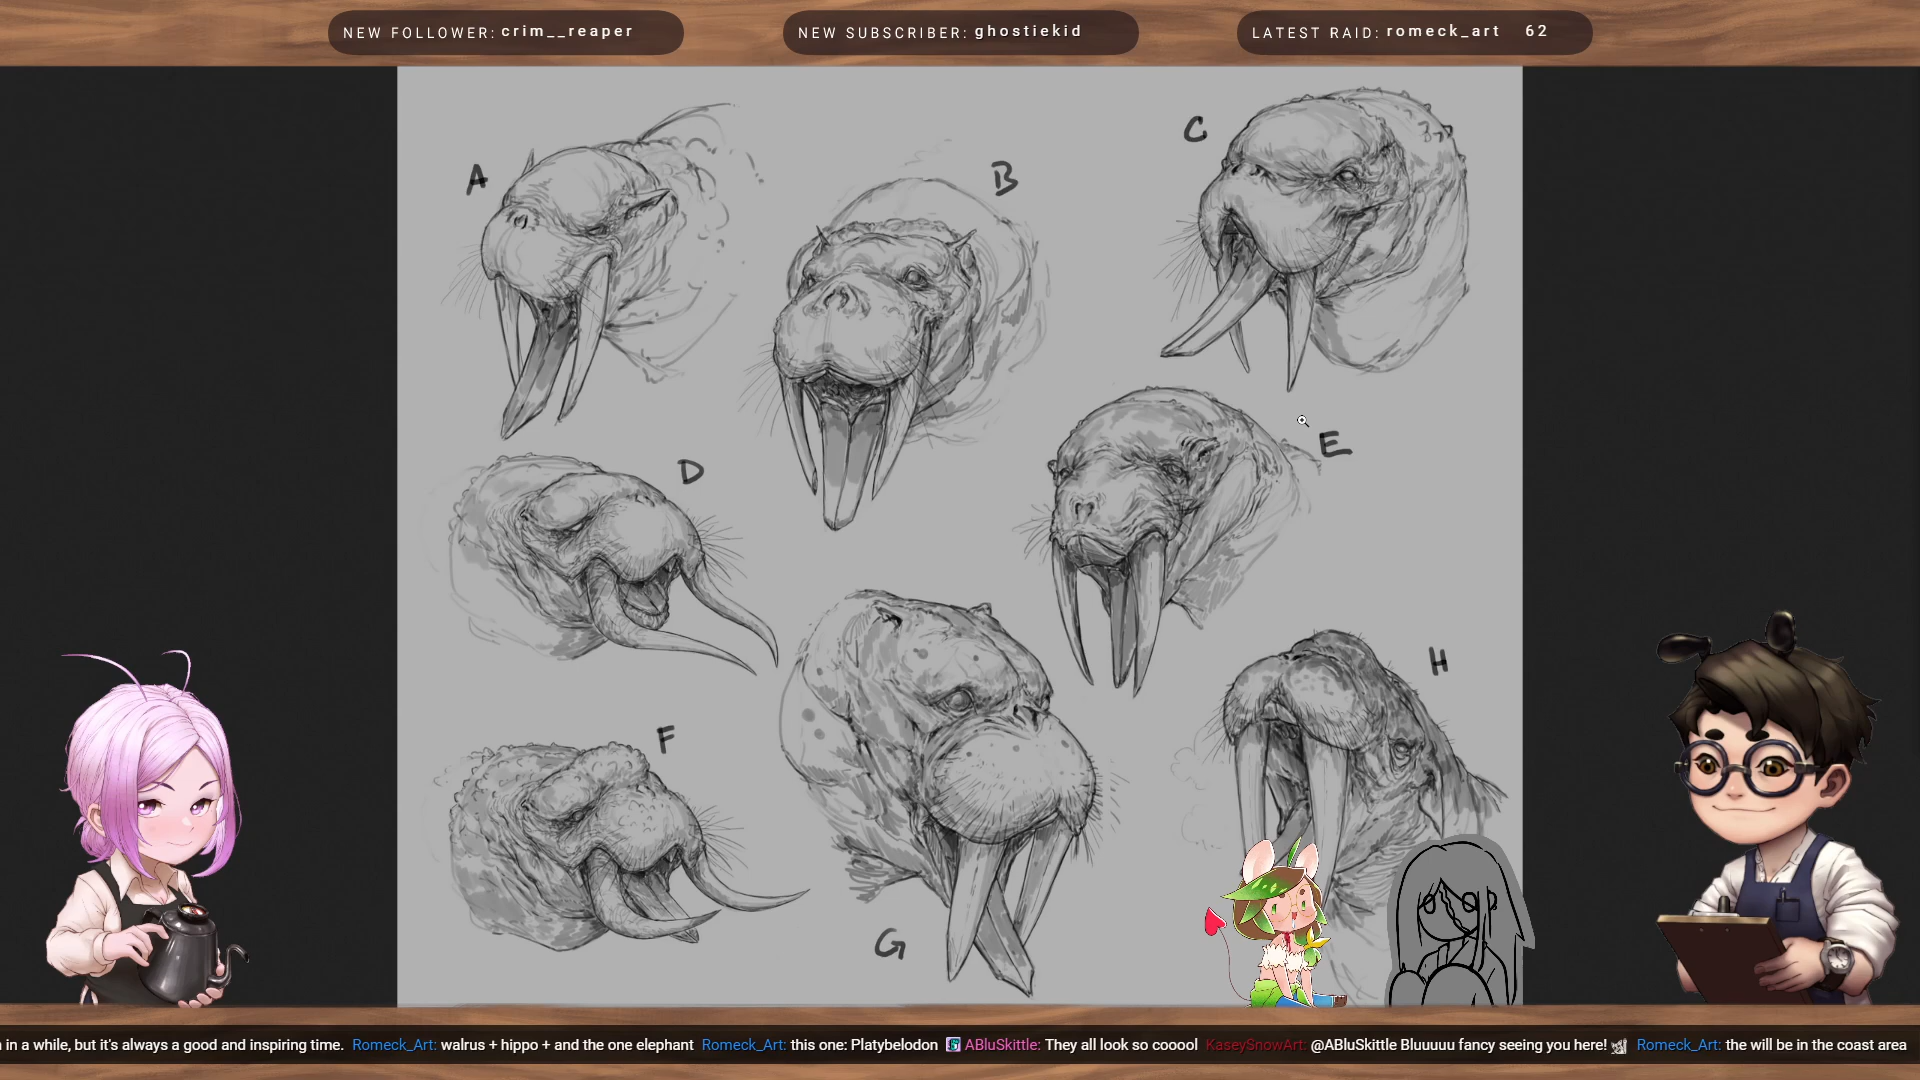 NEW FOLLOWER: crim__reaper
NEW SUBSCRIBER: ghostiekid
LATEST RAID: romeck_art 62
A
B
C
D
E
F
G
H
in a while, but it's always a good and inspiring time. Romeck_Art: walrus + hippo + and the one elephant Romeck_Art: this one: Platybelodon ABluSkittle: They all look so cooool KaseySnowArt: @ABluSkittle Bluuuuu fancy seeing you here! Romeck_Art: the will be in the coast area